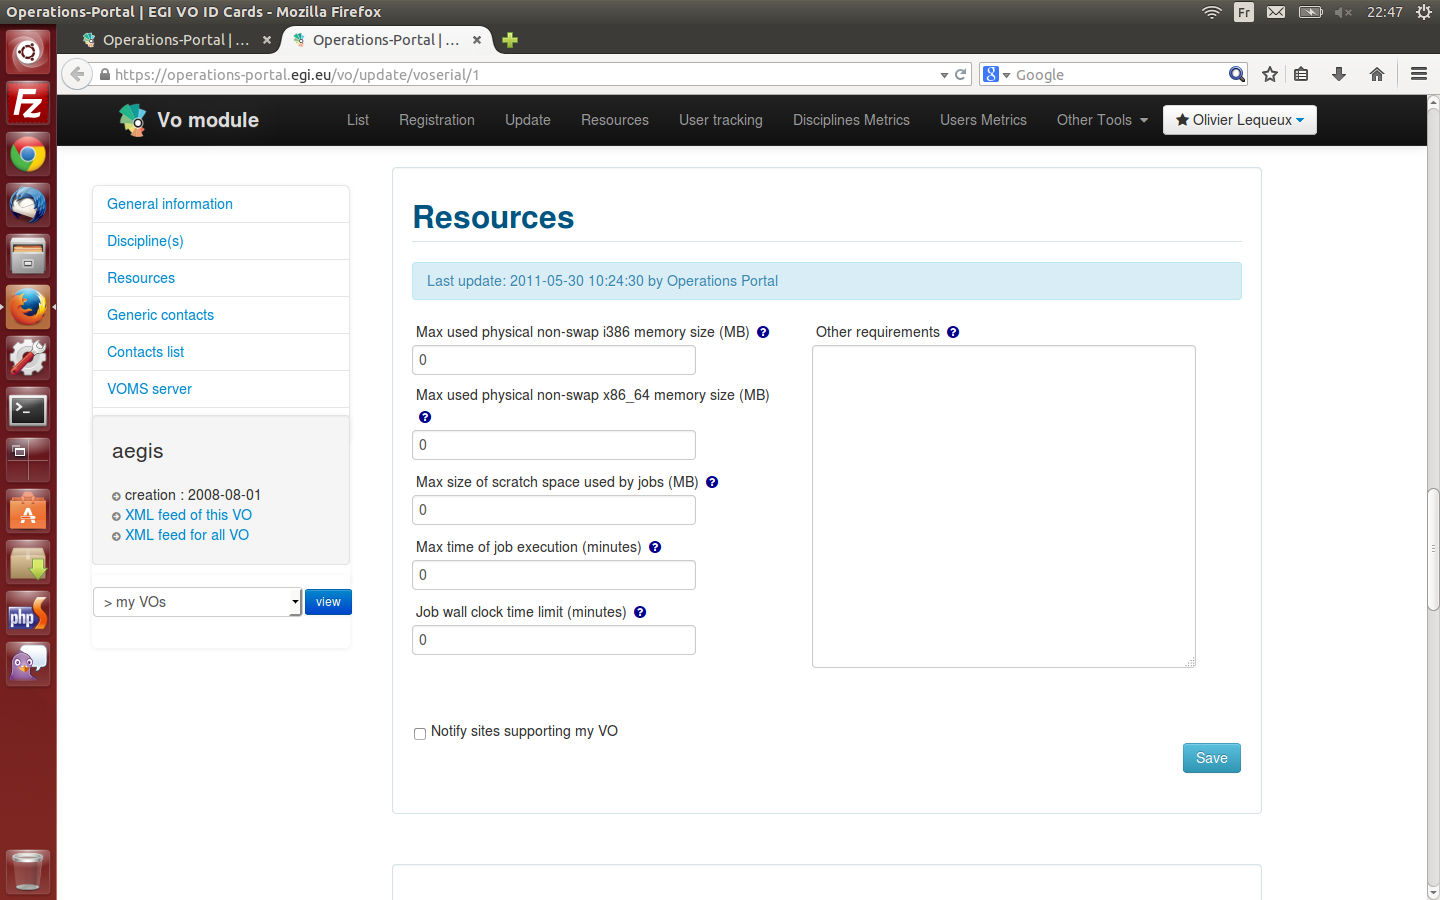 Operations-Portal | EGI VO ID Cards - Mozilla Firefox
Fr
22:47
Operations-Portal | ...
Operations-Portal | ...
https://operations-portal.egi.eu/vo/update/voserial/1
8
Google
Vo module
List
Registration
Update
Resources
User tracking
Disciplines Metrics
Users Metrics
Other Tools
Olivier Lequeux
General information
Discipline(s)
Resources
Generic contacts
Contacts list
VOMS server
aegis
creation : 2008-08-01
XML feed of this VO
XML feed for all VO
> my VOs
view
Resources
Last update: 2011-05-30 10:24:30 by Operations Portal
Max used physical non-swap i386 memory size (MB) ?
0
Max used physical non-swap x86_64 memory size (MB)
?
0
Max size of scratch space used by jobs (MB) ?
0
Max time of job execution (minutes) ?
0
Job wall clock time limit (minutes) ?
0
Other requirements ?
Notify sites supporting my VO
Save
Fz
>_
A
php
S